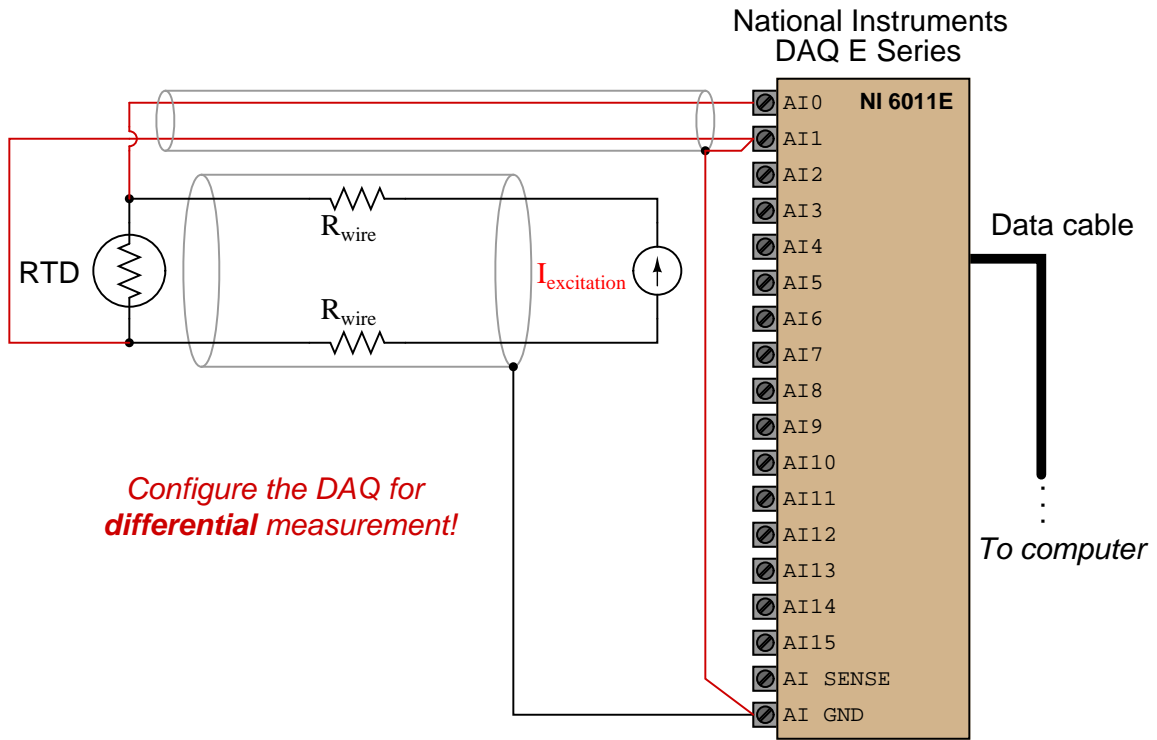 National Instruments
DAQ E Series
AI0
NI 6011E
AI1
AI2
AI3
AI4
AI5
AI6
AI7
AI8
AI9
AI10
AI11
AI12
AI13
AI14
AI15
AI SENSE
AI GND
Data cable
To computer
RTD
Rwire
Iexcitation
Rwire
Configure the DAQ for
differential measurement!